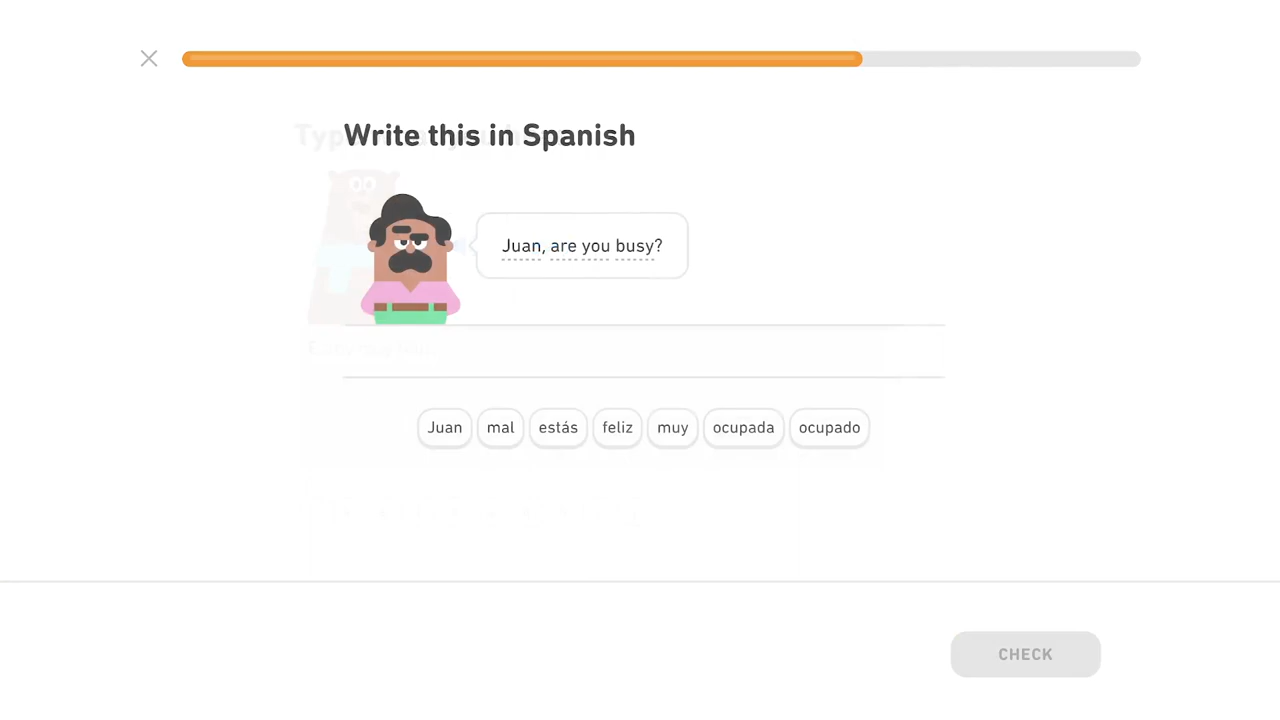 Write this in Spanish
Juan, are you busy?
Juan mal estás feliz muy ocupada ocupado
CHECK